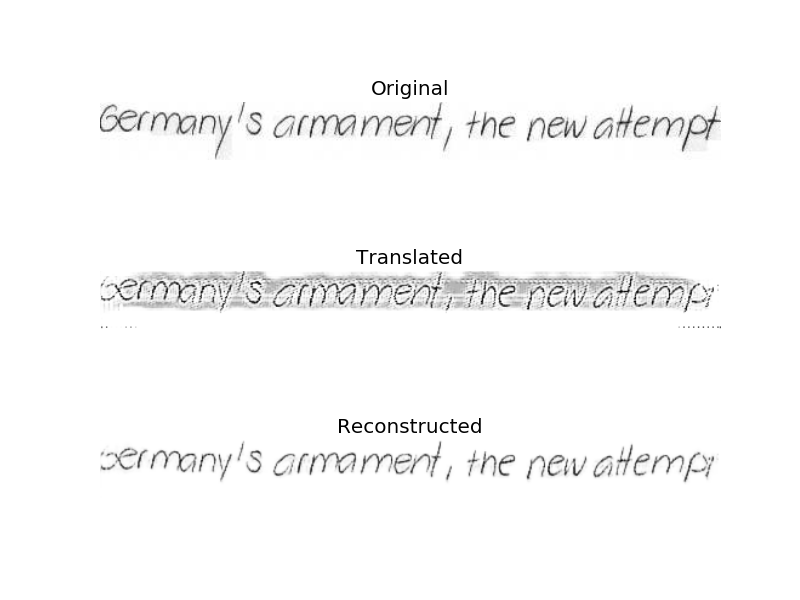 Original
Germany's armament, the new attempt
Translated
Germany's armament, the new attempt
Reconstructed
Germany's armament, the new attempt